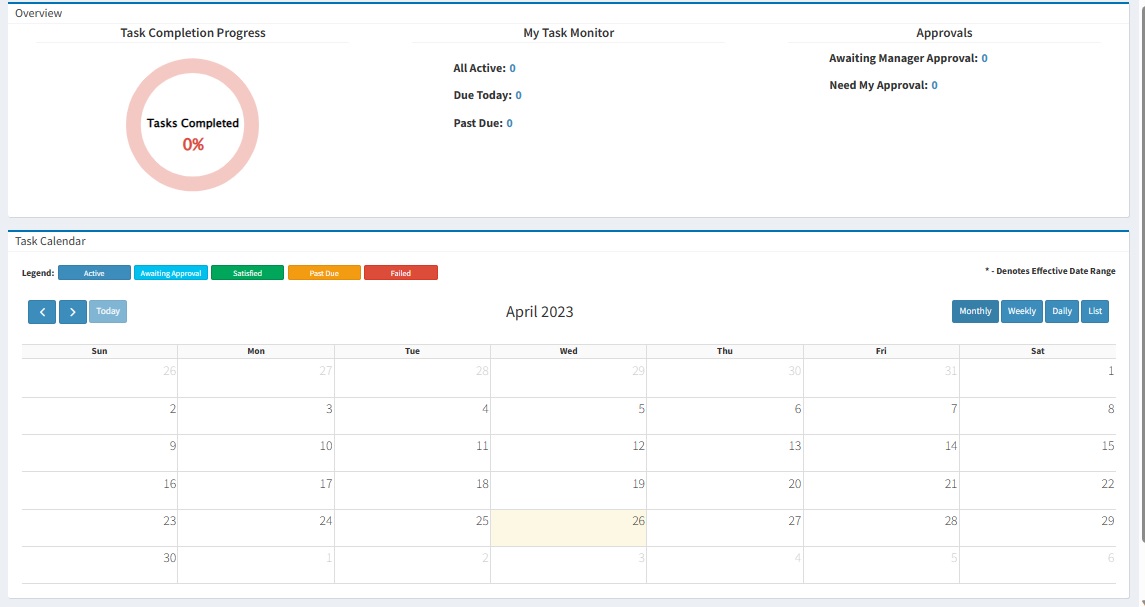 Overview
Task Completion Progress
My Task Monitor
Approvals
Tasks Completed
0%
All Active: 0
Due Today: 0
Past Due: 0
Awaiting Manager Approval: 0
Need My Approval: 0
Task Calendar
Legend: Active Awaiting Approval Satisfied Past Due Failed
* - Denotes Effective Date Range
Today
April 2023
Monthly Weekly Daily List
Sun Mon Tue Wed Thu Fri Sat
26 27 28 29 30 31 1
2 3 4 5 6 7 8
9 10 11 12 13 14 15
16 17 18 19 20 21 22
23 24 25 26 27 28 29
30 1 2 3 4 5 6